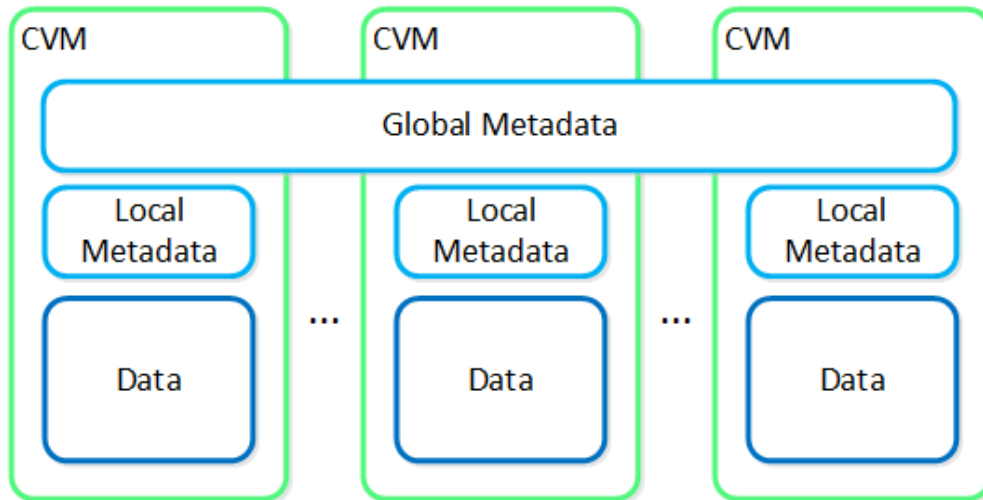 CVM CVM CVM
Global Metadata
Local Local Local
Metadata Metadata Metadata
... ...
Data Data Data